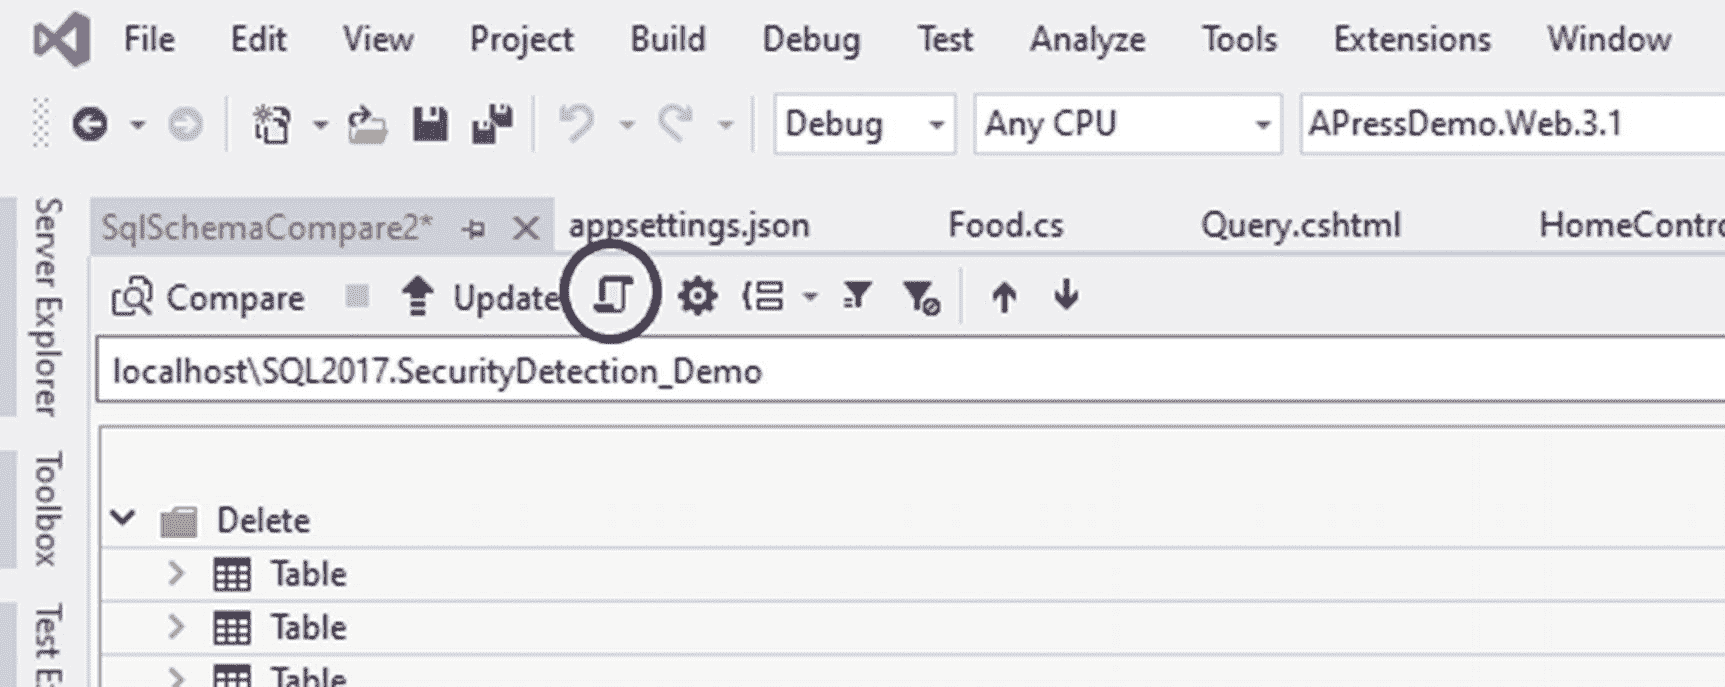 File Edit View Project Build Debug Test Analyze Tools Extensions Window
Debug Any CPU APressDemo.Web.3.1
SqlSchemaCompare2* appsettings.json Food.cs Query.cshtml HomeContro
Compare Update
localhost\SQL2017.SecurityDetection_Demo
Delete
Table
Table
Table
Server Explorer
Toolbox
Test E